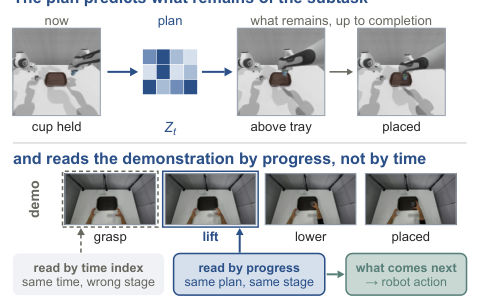 The plan predicts what remains of the subtask
now
plan
what remains, up to completion
cup held
Zt
above tray
placed
and reads the demonstration by progress, not by time
demo
grasp
lift
lower
placed
read by time index
same time, wrong stage
read by progress
same plan, same stage
what comes next
→ robot action